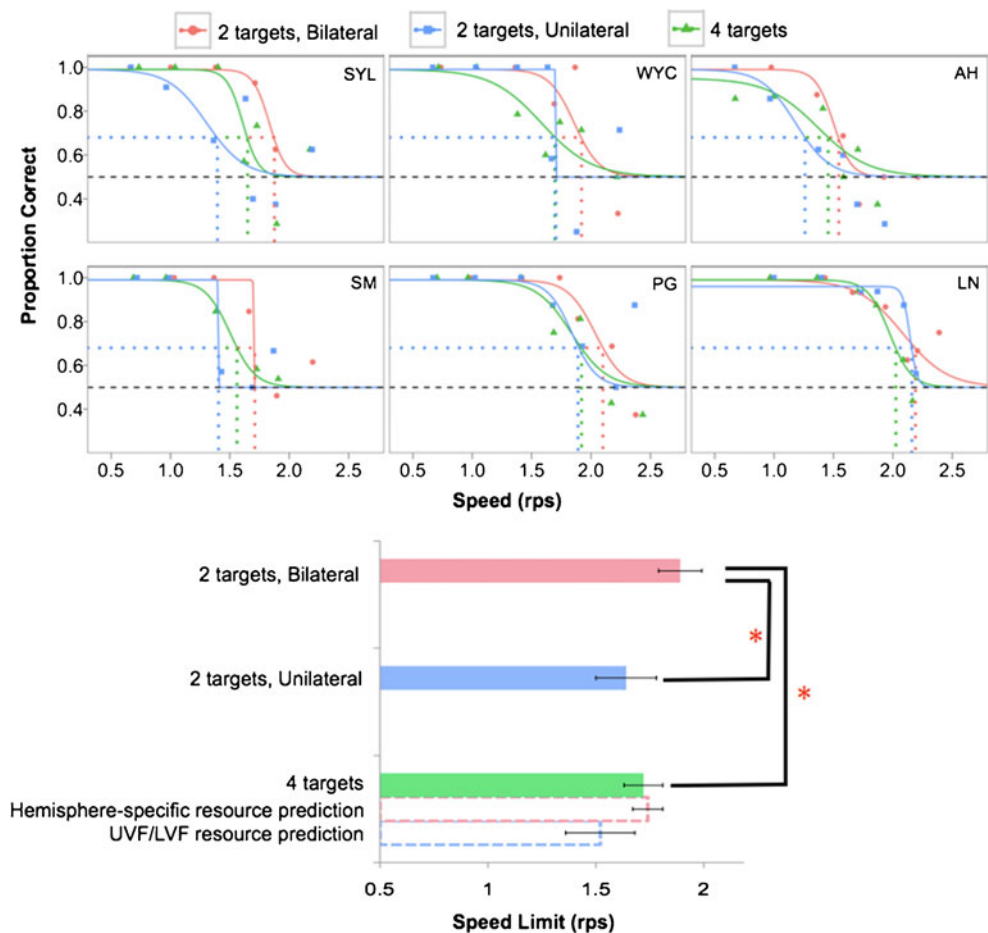 2 targets, Bilateral 2 targets, Unilateral 4 targets
SYL WYC AH
1.0
0.8
0.6
0.4
SM PG LN
1.0
0.8
0.6
0.4
Proportion Correct
0.5 1.0 1.5 2.0 2.5 0.5 1.0 1.5 2.0 2.5 0.5 1.0 1.5 2.0 2.5
Speed (rps)
2 targets, Bilateral
*
2 targets, Unilateral
*
4 targets
Hemisphere-specific resource prediction
UVF/LVF resource prediction
0.5 1 1.5 2
Speed Limit (rps)